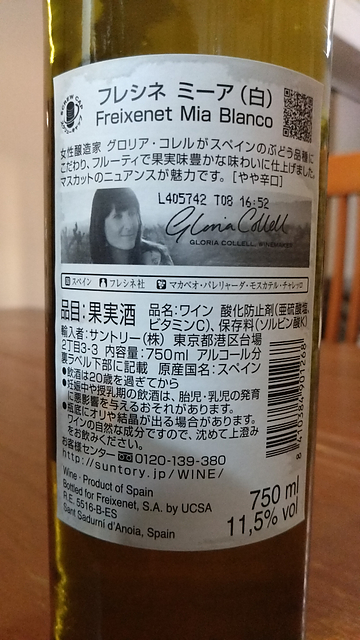 フレシネ ミーア(白)
Freixenet Mia Blanco
女性醸造家 グロリア・コレルがスペインのぶどう品種に
こだわり、フルーティで果実味豊かな味わいに仕上げました。
マスカットのニュアンスが魅力です。[やや辛口]
L405742 T08 16:52
Gloria Collell
GLORIA COLLELL, WINEMAKER
スペイン フレシネ社 マカベオ・パレリャーダ・モスカテル・チャレッロ
品目:果実酒 品名:ワイン 酸化防止剤(亜硫酸塩、
ビタミンC)、保存料(ソルビン酸K)
輸入者:サントリー(株) 東京都港区台場
2丁目3-3 内容量:750ml アルコール分
裏ラベル下部に記載 原産国名:スペイン
●飲酒は20歳を過ぎてから
●妊娠中や授乳期の飲酒は、胎児・乳児の発育
に悪影響を与えるおそれがあります。
●瓶底にオリや結晶が出る場合があります。
ワインの自然な成分ですので、沈めて上澄み
をお飲みください。
お客様センター 0120-139-380
http://suntory.jp/WINE/
Wine · Product of Spain
Bottled for Freixenet, S.A. by UCSA
R.E. 5516-B-ES
Sant Sadurní d'Anoia, Spain
750 ml
11,5% vol
8 410384 901268